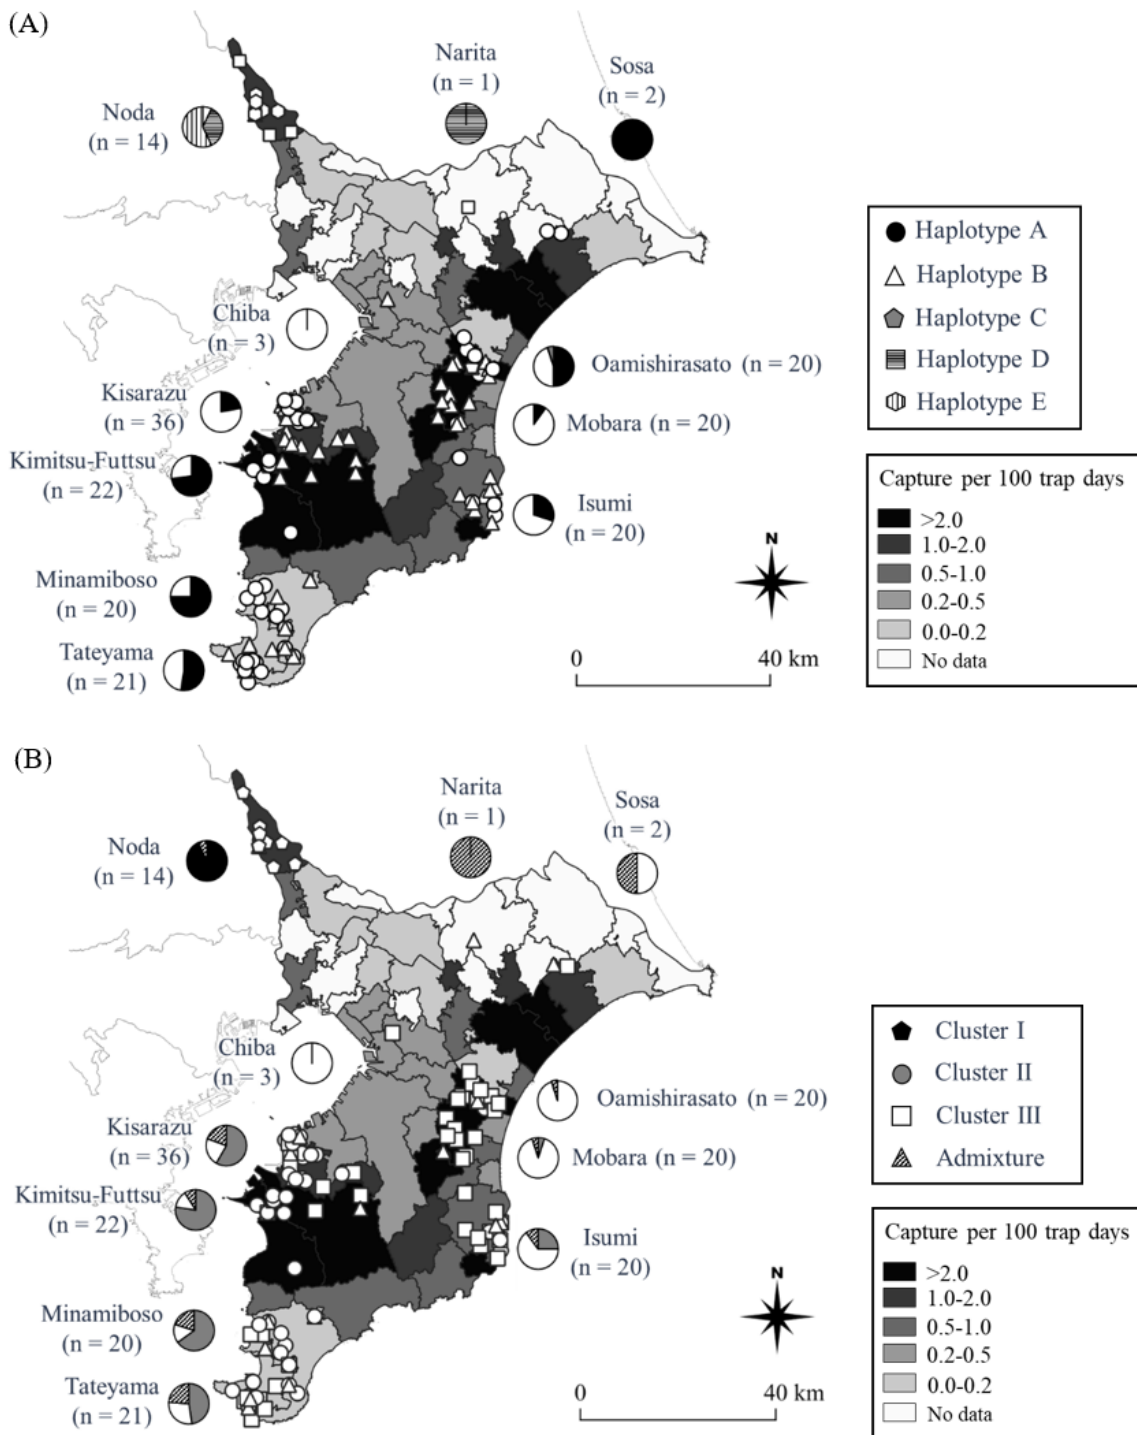 (A)
Narita
(n = 1)
Sosa
(n = 2)
Noda
(n = 14)
Haplotype A
Haplotype B
Haplotype C
Haplotype D
Haplotype E
Chiba
(n = 3)
Oamishirasato (n = 20)
Kisarazu
(n = 36)
Mobara (n = 20)
Kimitsu-Futtsu
(n = 22)
Isumi
(n = 20)
Capture per 100 trap days
>2.0
1.0-2.0
0.5-1.0
0.2-0.5
0.0-0.2
No data
N
Minamiboso
(n = 20)
Tateyama
(n = 21)
0 40 km
(B)
Narita
(n = 1)
Sosa
(n = 2)
Noda
(n = 14)
Cluster I
Cluster II
Cluster III
Admixture
Chiba
(n = 3)
Oamishirasato (n = 20)
Kisarazu
(n = 36)
Mobara (n = 20)
Kimitsu-Futtsu
(n = 22)
Isumi
(n = 20)
Capture per 100 trap days
>2.0
1.0-2.0
0.5-1.0
0.2-0.5
0.0-0.2
No data
N
Minamiboso
(n = 20)
Tateyama
(n = 21)
0 40 km